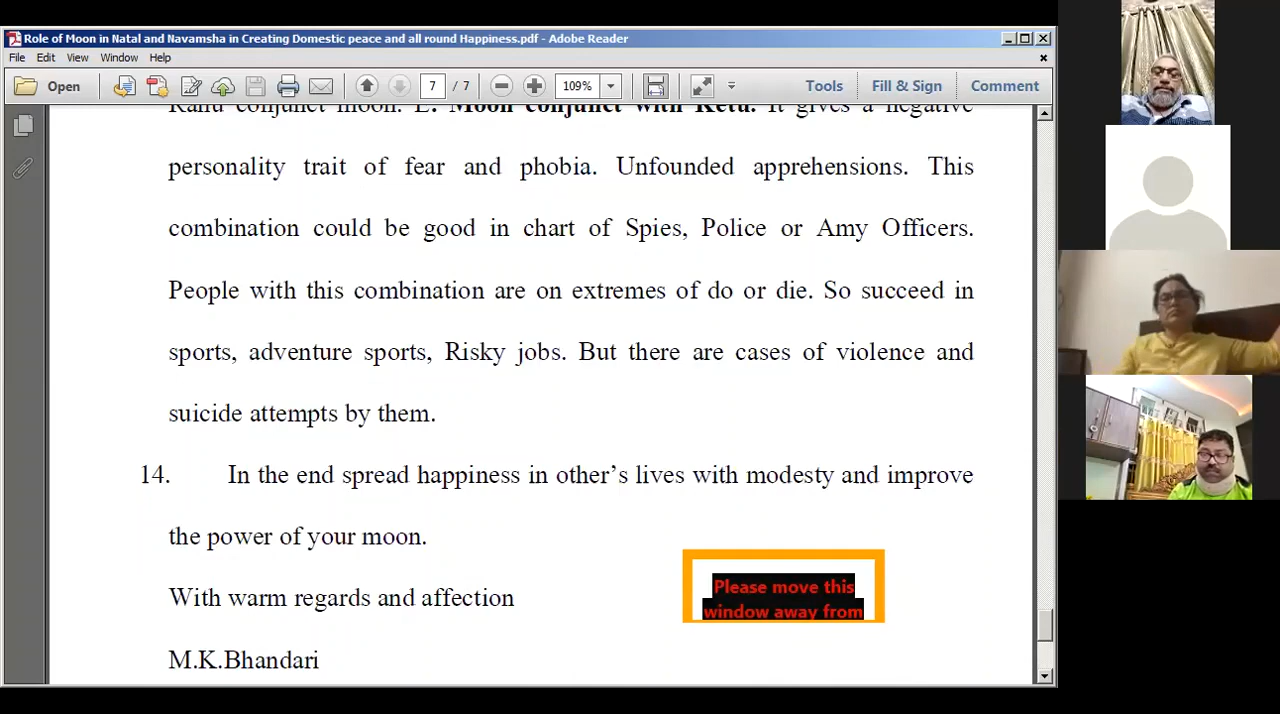 Role of Moon in Natal and Navamsha in Creating Domestic peace and all round Happiness.pdf - Adobe Reader
File Edit View Window Help
Open 7 / 7 109% Tools Fill & Sign Comment
Rahu conjunct moon. E. Moon conjunct with Ketu. It gives a negative
personality trait of fear and phobia. Unfounded apprehensions. This
combination could be good in chart of Spies, Police or Amy Officers.
People with this combination are on extremes of do or die. So succeed in
sports, adventure sports, Risky jobs. But there are cases of violence and
suicide attempts by them.
14. In the end spread happiness in other's lives with modesty and improve
the power of your moon.
Please move this
window away from
With warm regards and affection
M.K.Bhandari